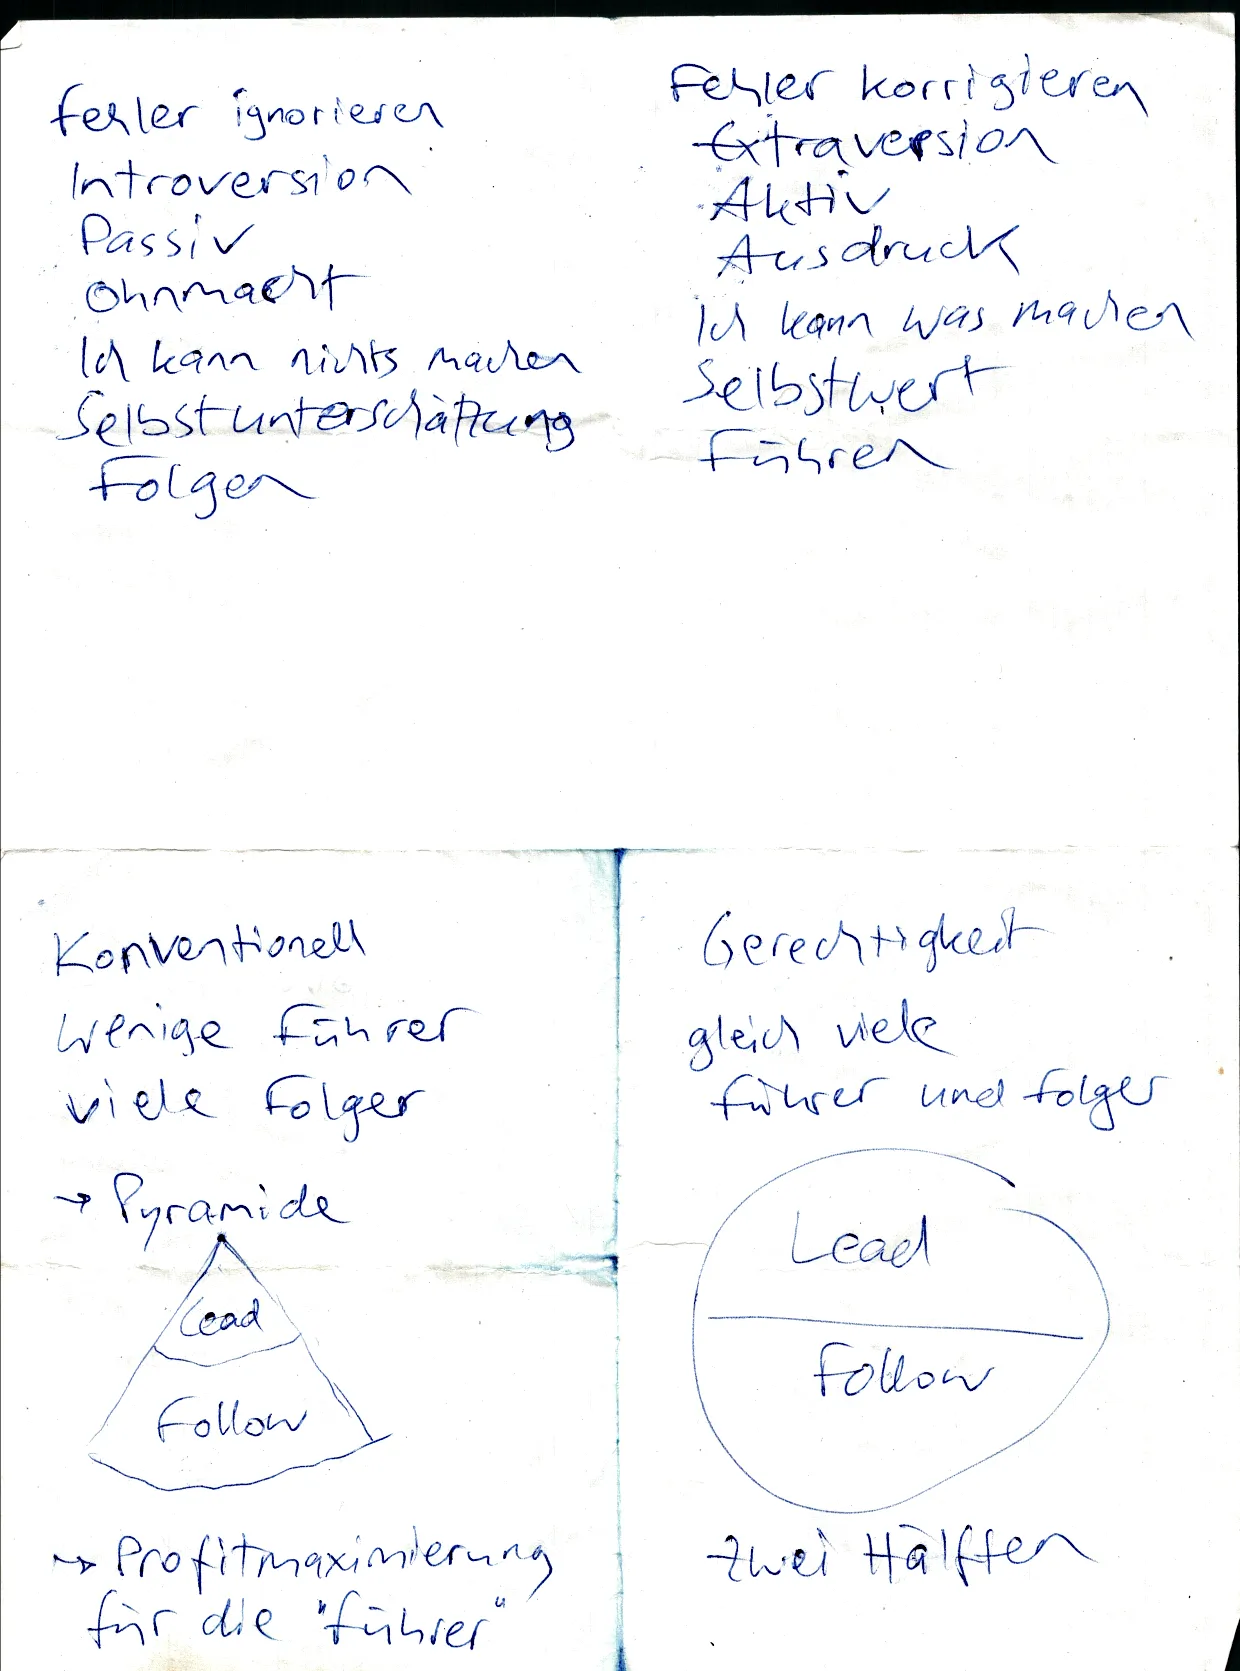 Fehler ignorieren
Introversion
Passiv
Ohnmacht
Ich kann nichts machen
Selbstunterschätzung
Folgen
Fehler korrigieren
Extraversion
Aktiv
Ausdruck
Ich kann was machen
Selbstwert
Führen
Konventionell
wenige Führer
viele Folger
→ Pyramide
Lead
Follow
→ Profitmaximierung
für die "Führer"
Gerechtigkeit
gleich viele
Führer und Folger
Lead
Follow
Zwei Hälften